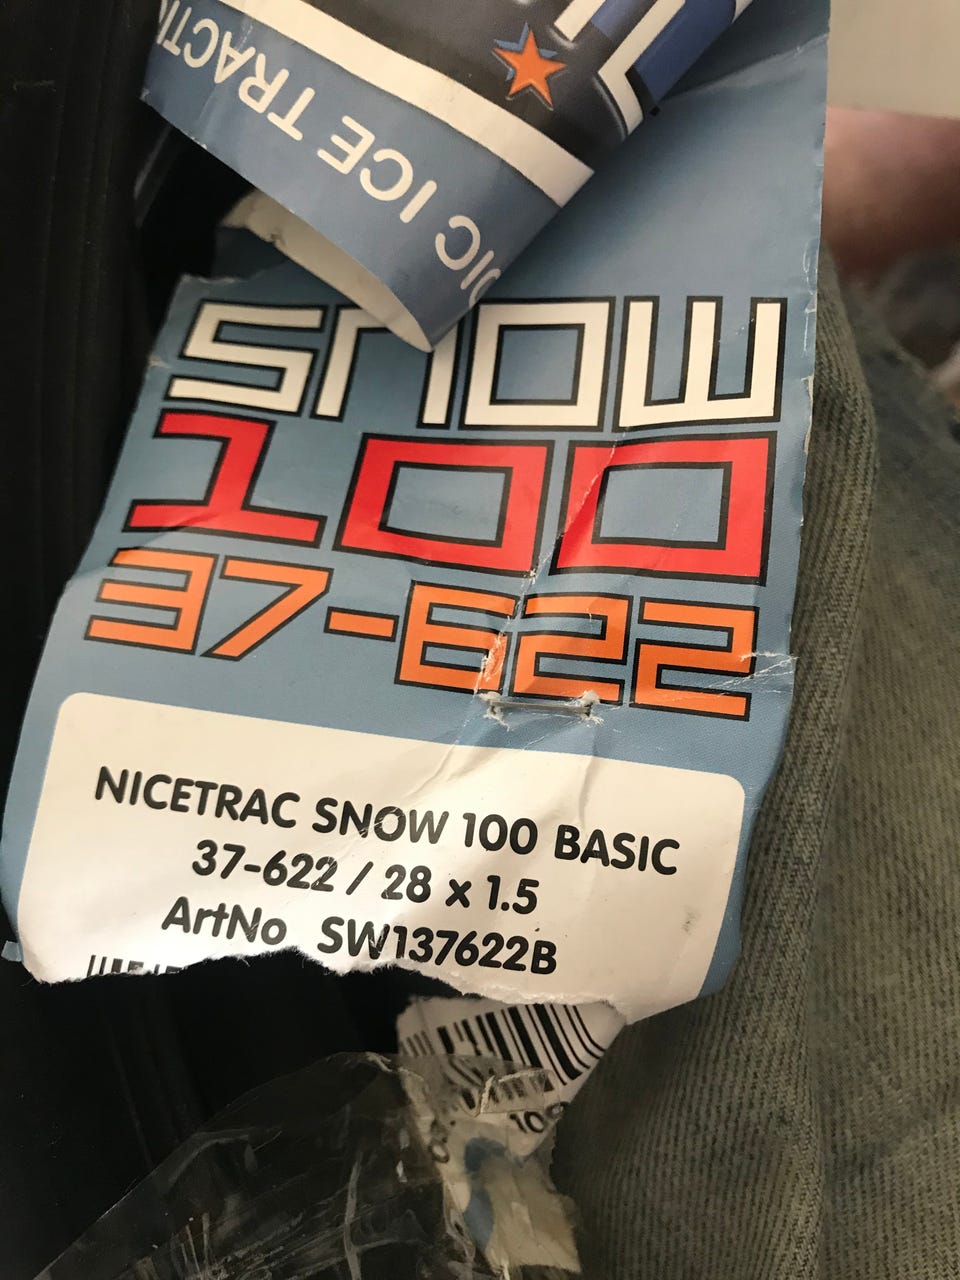 ICE TRACTI
SNOW
100
37-622
NICETRAC SNOW 100 BASIC
37-622 / 28 x 1.5
ArtNo SW137622B